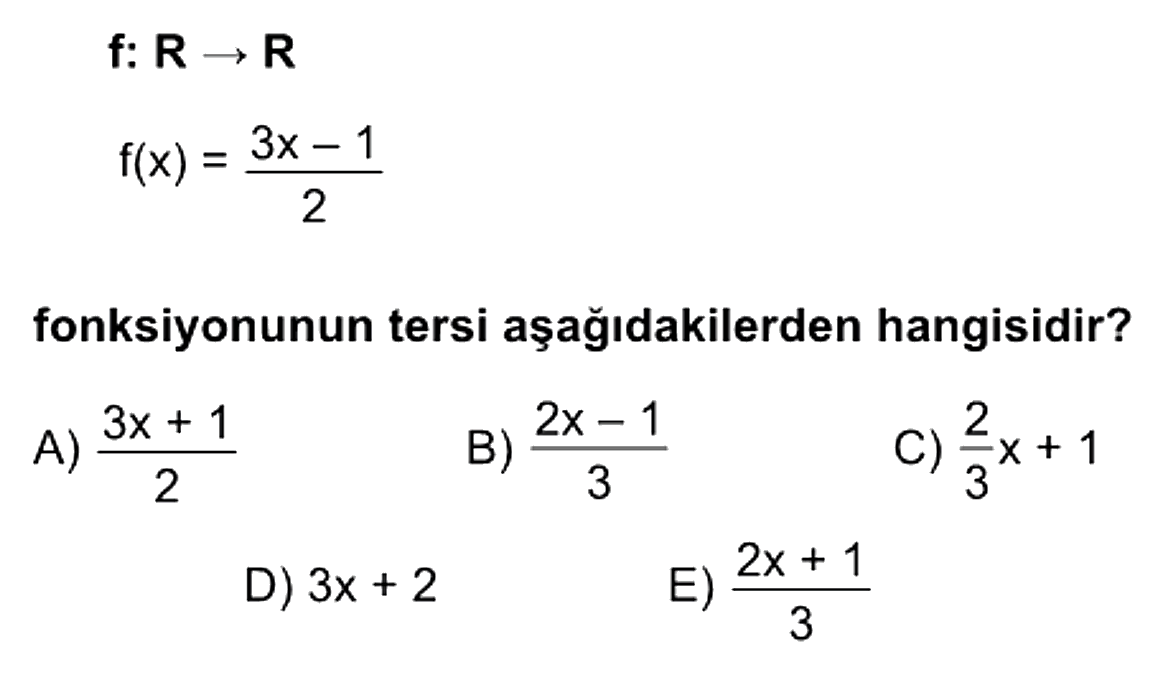 f: R → R
f(x) = (3x – 1)/2
fonksiyonunun tersi aşağıdakilerden hangisidir?
A) (3x + 1)/2 B) (2x – 1)/3 C) 2/3 x + 1
D) 3x + 2 E) (2x + 1)/3